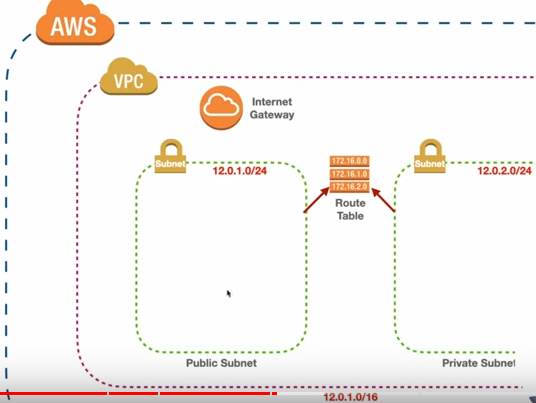 AWS
VPC
Internet
Gateway
Subnet
12.0.1.0/24
172.16.0.0
172.16.1.0
172.16.2.0
Route
Table
Subnet
12.0.2.0/24
Public Subnet
Private Subnet
12.0.1.0/16